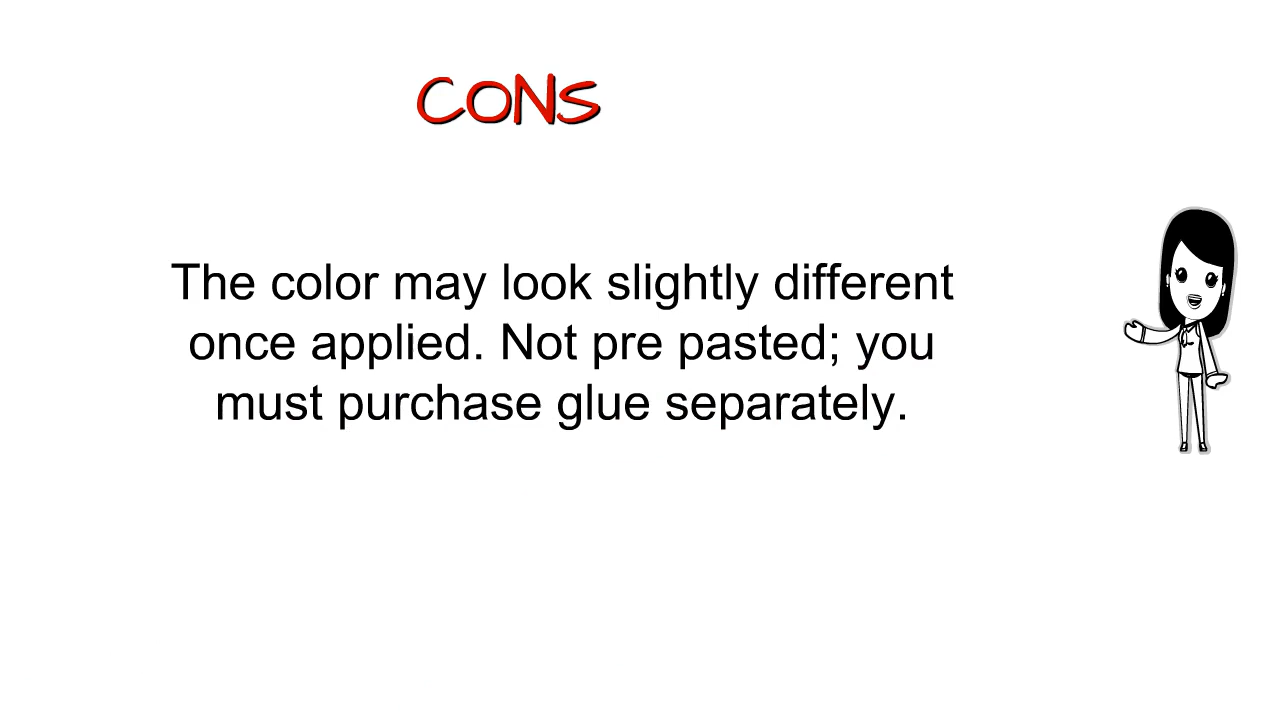 CONS
The color may look slightly different
once applied. Not pre pasted; you
must purchase glue separately.